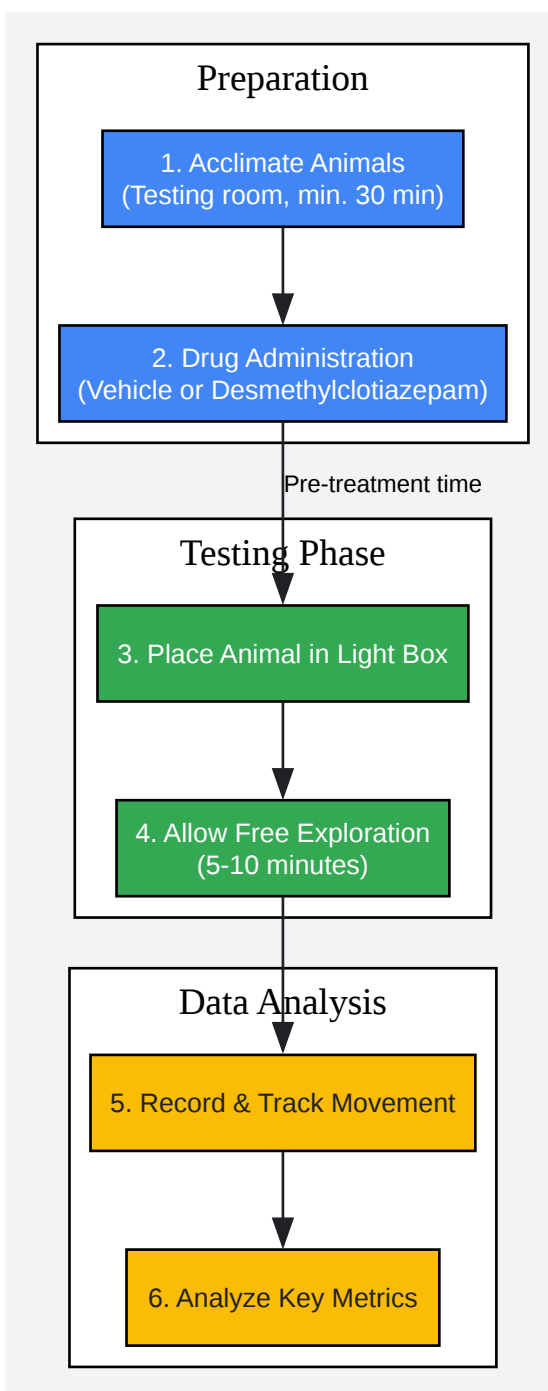 Preparation
1. Acclimate Animals
(Testing room, min. 30 min)
2. Drug Administration
(Vehicle or Desmethylclotiazepam)
Pre-treatment time
Testing Phase
3. Place Animal in Light Box
4. Allow Free Exploration
(5-10 minutes)
Data Analysis
5. Record & Track Movement
6. Analyze Key Metrics